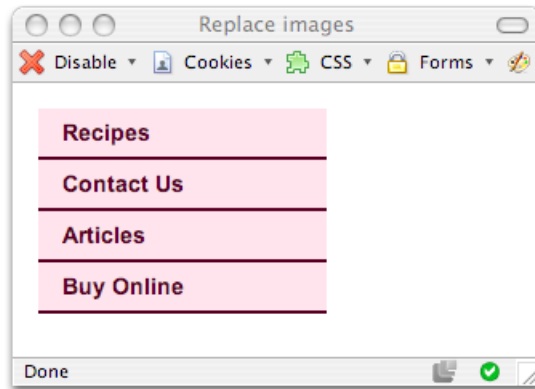 Replace images
Disable Cookies CSS Forms
Recipes
Contact Us
Articles
Buy Online
Done